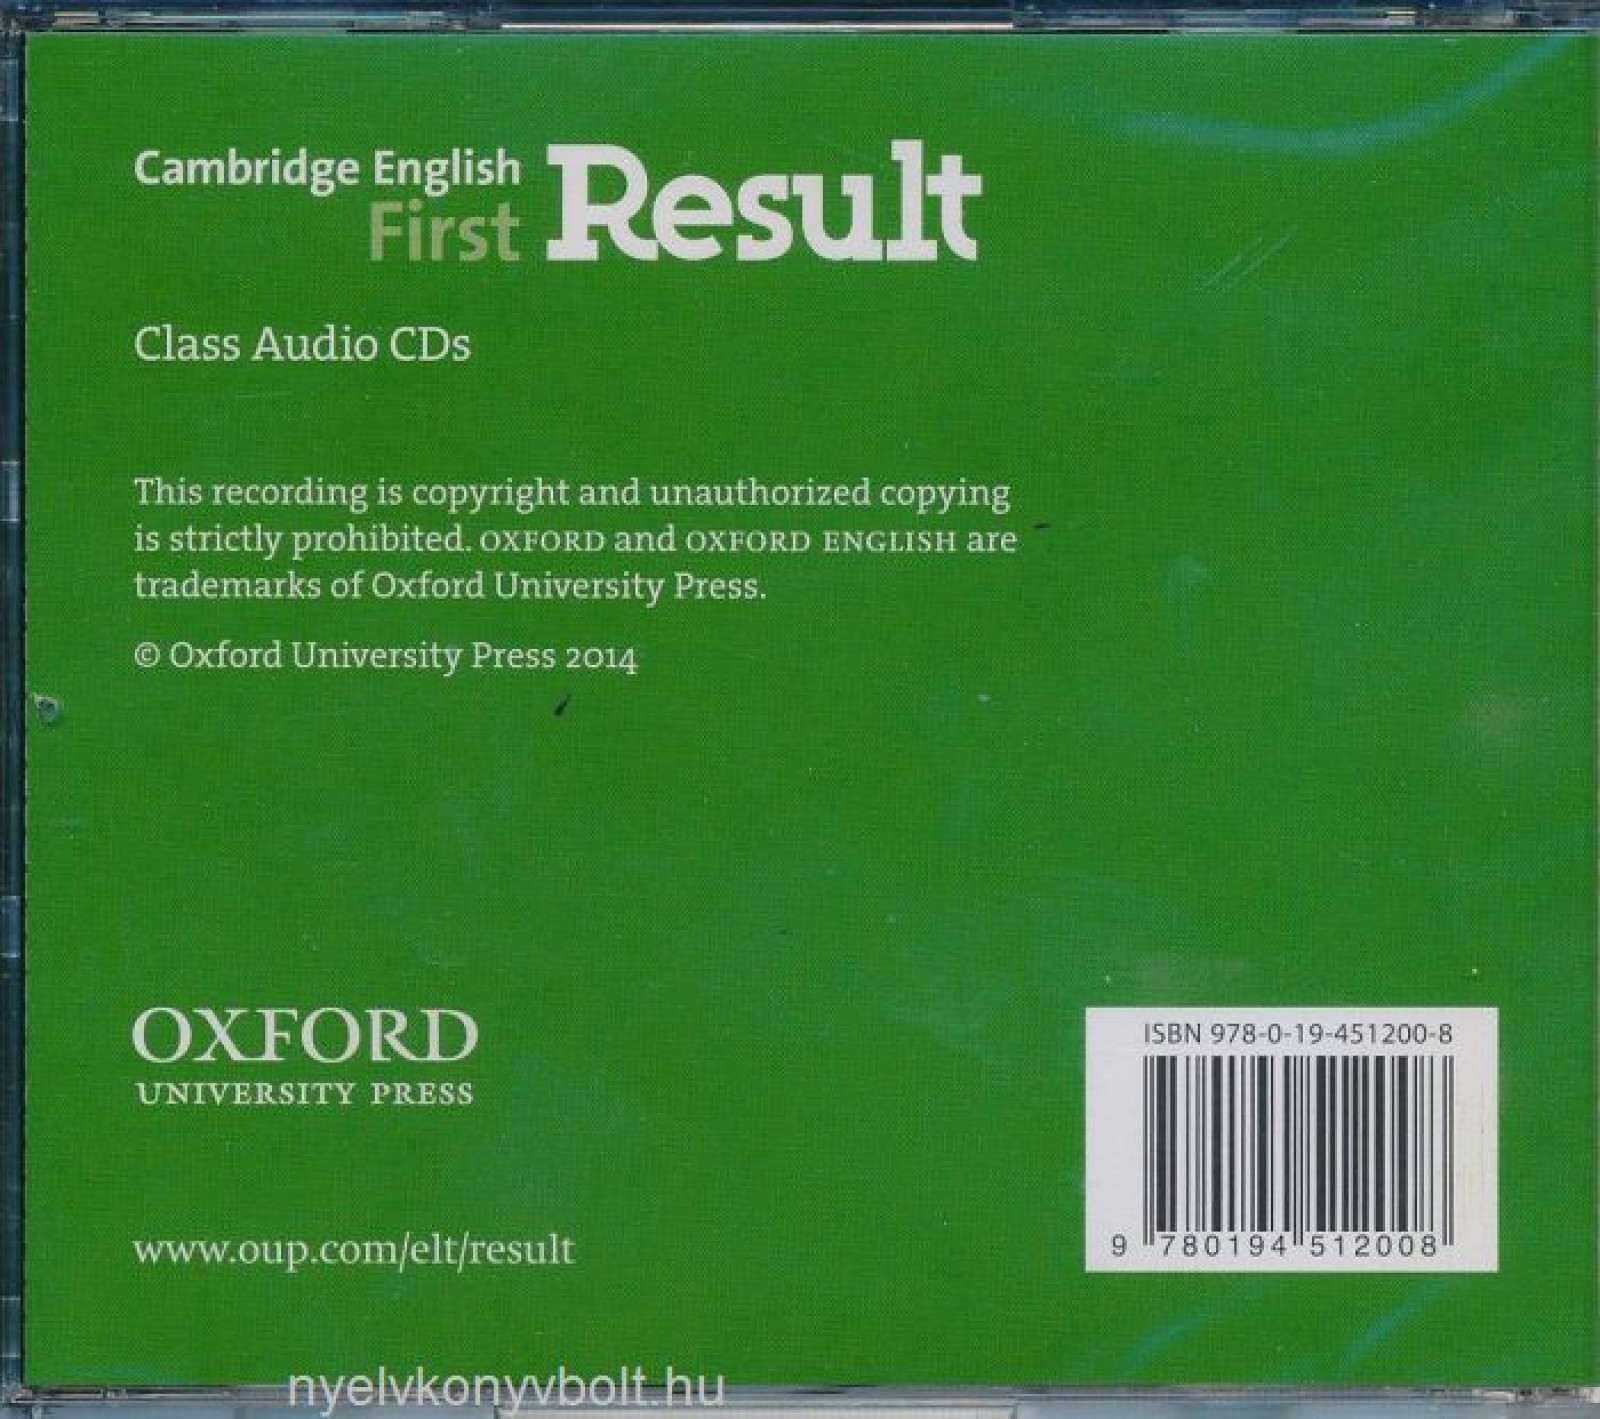 Cambridge English
First Result
Class Audio CDs
This recording is copyright and unauthorized copying
is strictly prohibited. OXFORD and OXFORD ENGLISH are
trademarks of Oxford University Press.
© Oxford University Press 2014
OXFORD
UNIVERSITY PRESS
www.oup.com/elt/result
ISBN 978-0-19-451200-8
9 780194 512008
nyelvkonyvbolt.hu